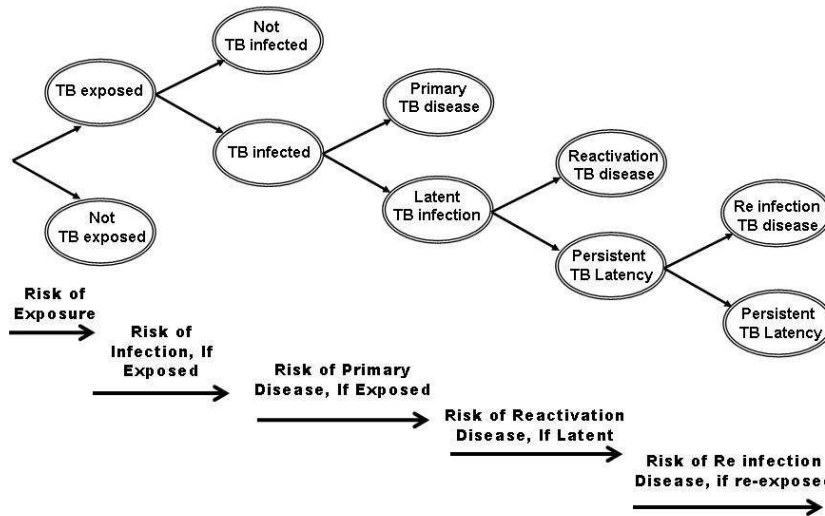 Not
TB infected
TB exposed
Primary
TB disease
TB infected
Reactivation
TB disease
Latent
TB infection
Not
TB exposed
Re infection
TB disease
Persistent
TB Latency
Persistent
TB Latency
Risk of
Exposure
Risk of
Infection, If
Exposed
Risk of Primary
Disease, If Exposed
Risk of Reactivation
Disease, If Latent
Risk of Re infection
Disease, if re-exposed